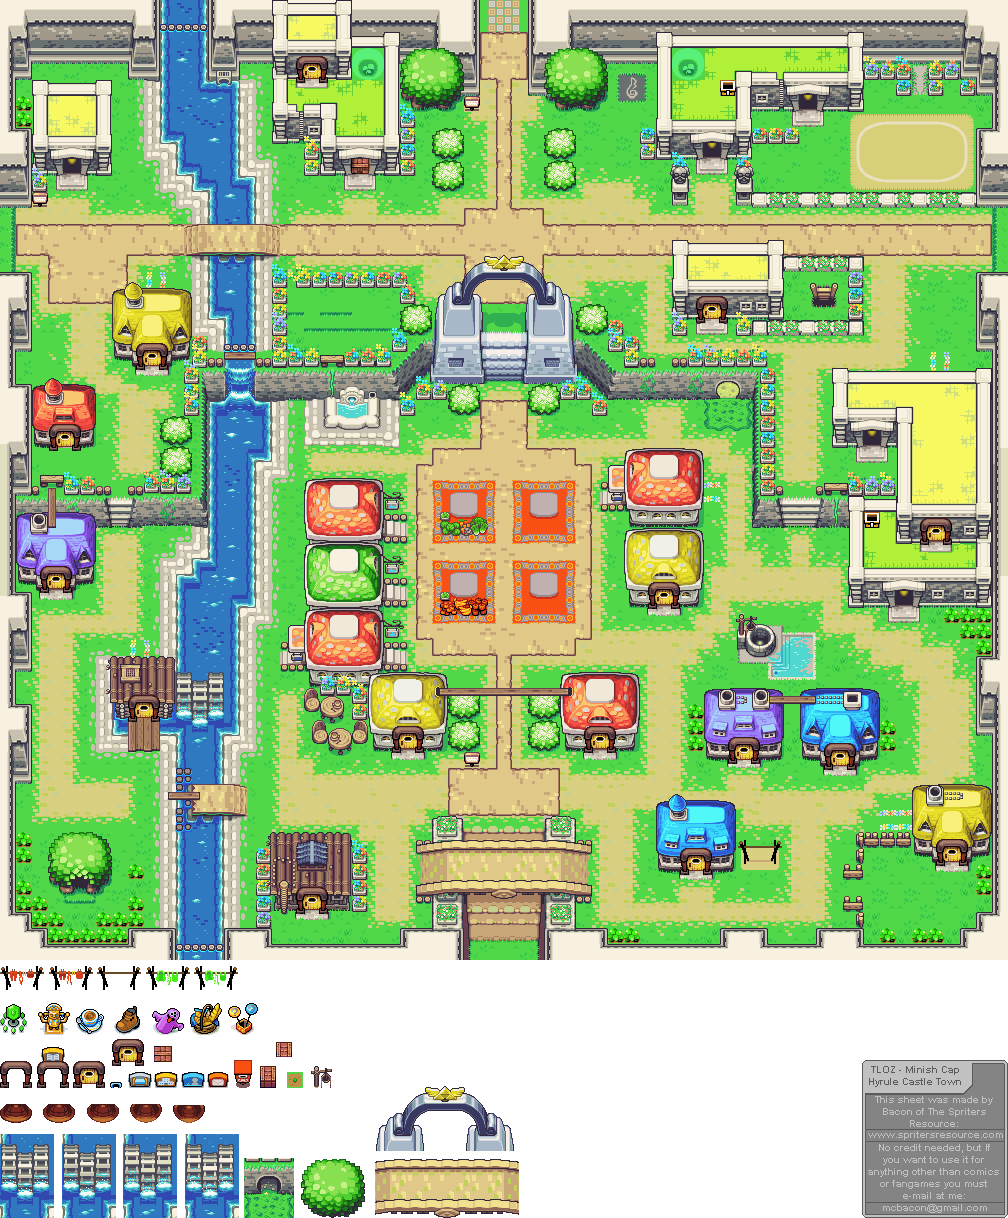 TLOZ - Minish Cap
Hyrule Castle Town
This sheet was made by
Bacon of The Spriters
Resource:
www.spritersresource.com
No credit needed, but if
you want to use it for
anything other than comics
or fangames you must
e-mail at me:
mcbacon@gmail.com